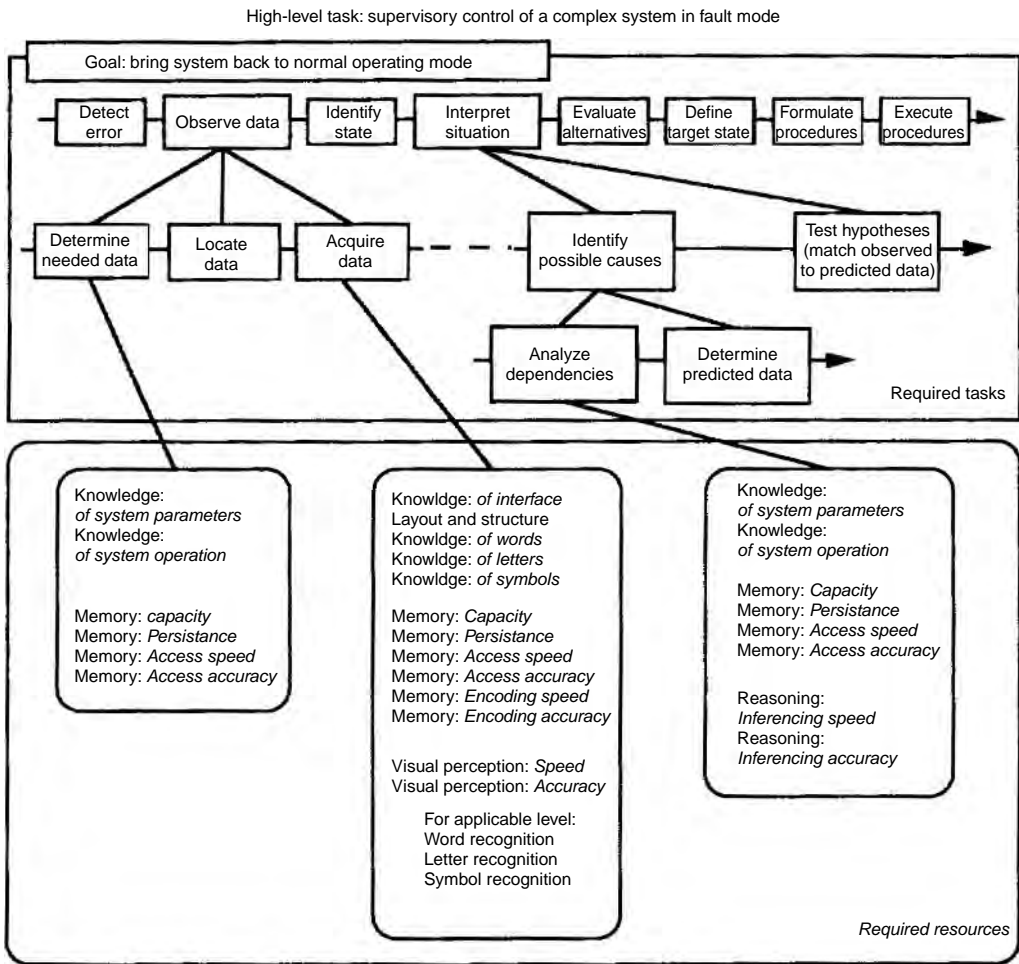 High-level task: supervisory control of a complex system in fault mode
Goal: bring system back to normal operating mode
Detect
error
Observe data
Identify
state
Interpret
situation
Evaluate
alternatives
Define
target state
Formulate
procedures
Execute
procedures
Determine
needed data
Locate
data
Acquire
data
Identify
possible causes
Test hypotheses
(match observed
to predicted data)
Analyze
dependencies
Determine
predicted data
Required tasks
Knowledge:
of system parameters
Knowledge:
of system operation
Memory: capacity
Memory: Persistance
Memory: Access speed
Memory: Access accuracy
Knowldge: of interface
Layout and structure
Knowledge: of words
Knowledge: of letters
Knowldge: of symbols
Memory: Capacity
Memory: Persistance
Memory: Access speed
Memory: Access accuracy
Memory: Encoding speed
Memory: Encoding accuracy
Visual perception: Speed
Visual perception: Accuracy
For applicable level:
Word recognition
Letter recognition
Symbol recognition
Knowledge:
of system parameters
Knowledge:
of system operation
Memory: Capacity
Memory: Persistance
Memory: Access speed
Memory: Access accuracy
Reasoning:
Inferencing speed
Reasoning:
Inferencing accuracy
Required resources